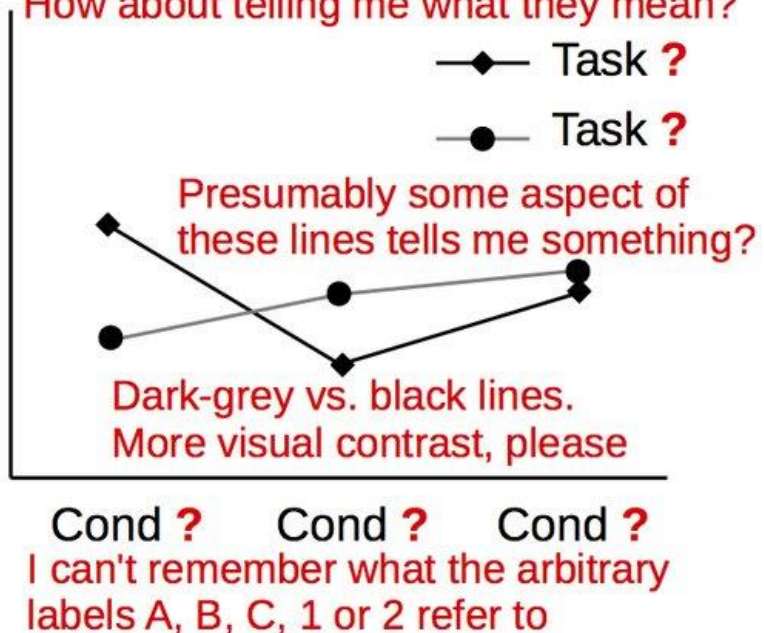 How about telling me what they mean?
Task ?
Task ?
Presumably some aspect of
these lines tells me something?
Dark-grey vs. black lines.
More visual contrast, please
Cond ? Cond ? Cond ?
I can't remember what the arbitrary
labels A, B, C, 1 or 2 refer to